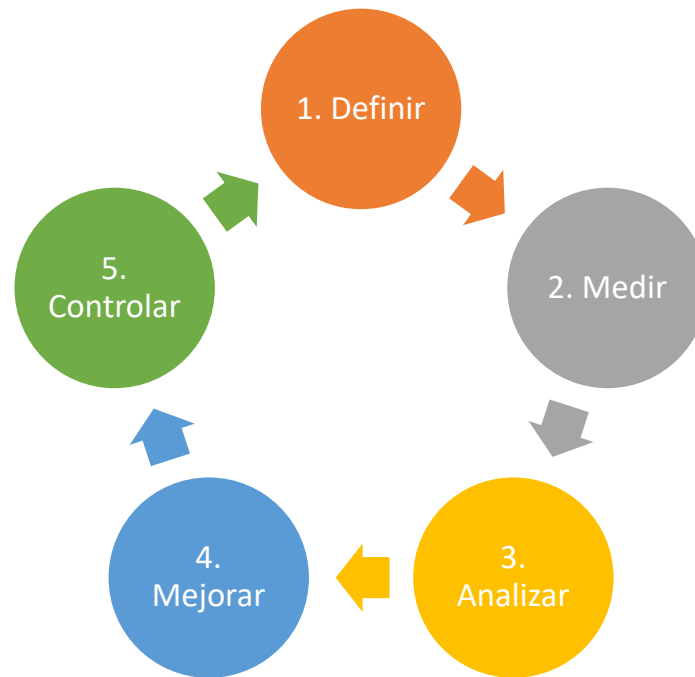 1. Definir
2. Medir
3.
Analizar
4.
Mejorar
5.
Controlar